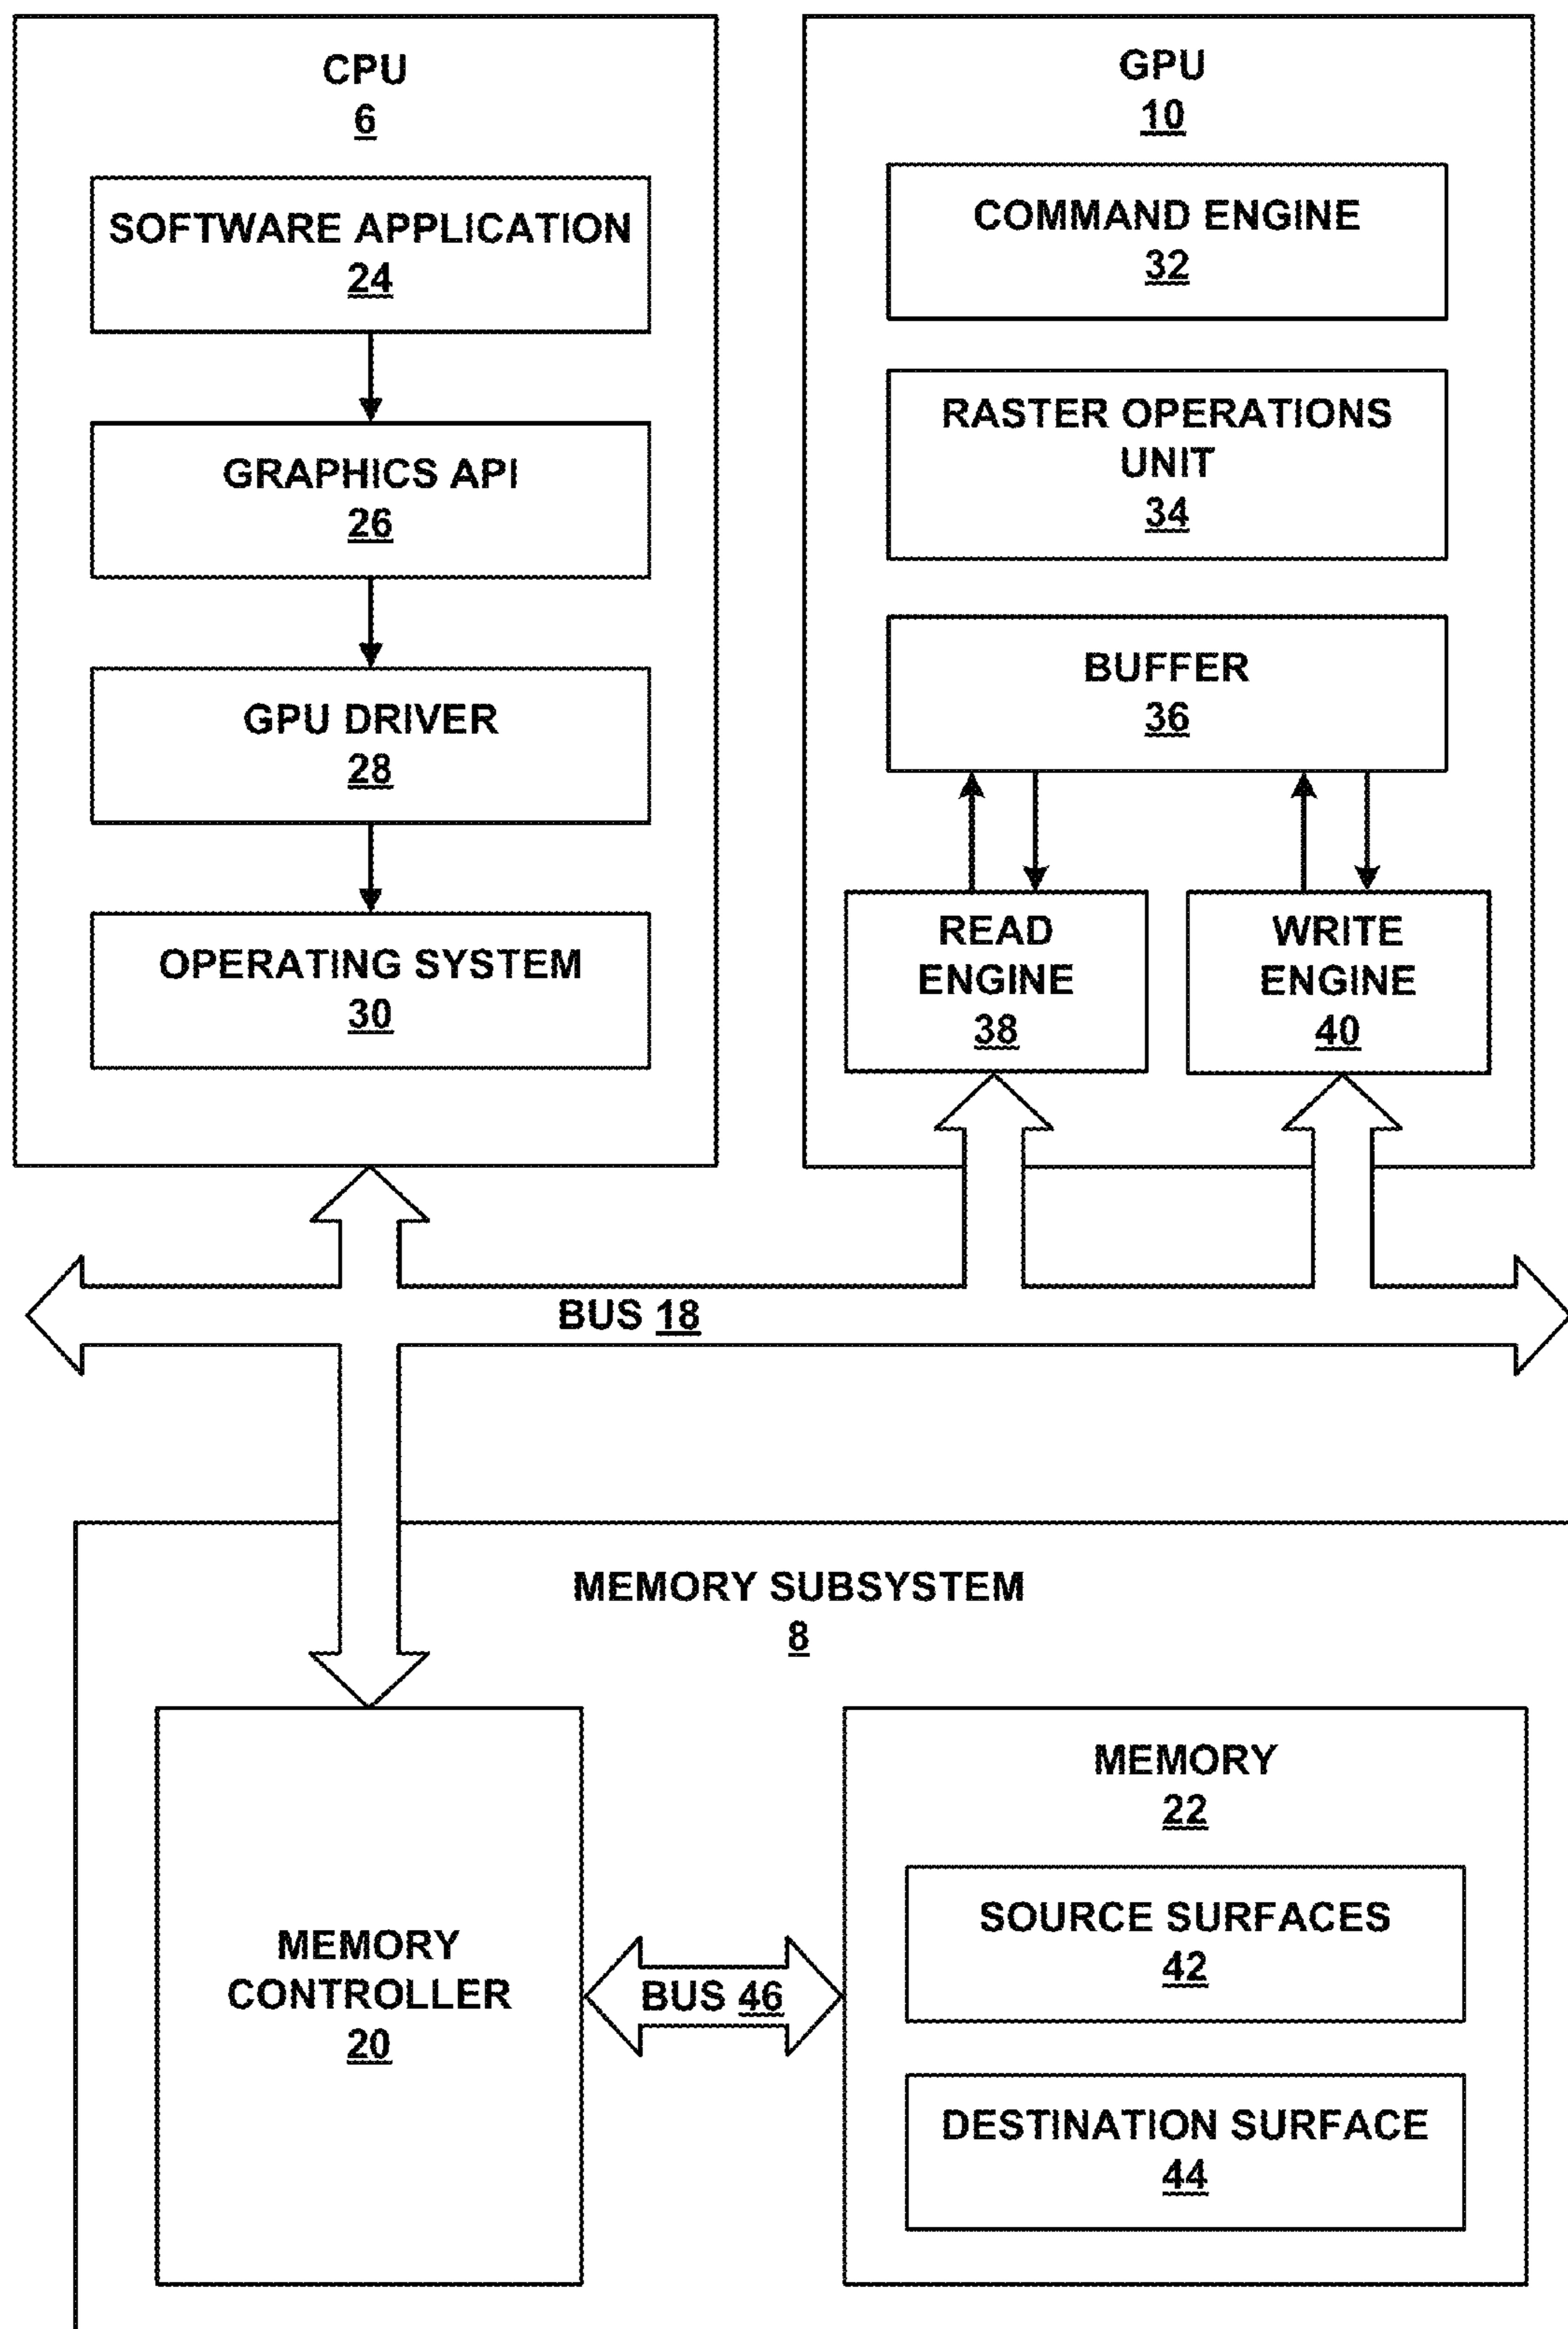 CPU
6
SOFTWARE APPLICATION
24
GRAPHICS API
26
GPU DRIVER
28
OPERATING SYSTEM
30
GPU
10
COMMAND ENGINE
32
RASTER OPERATIONS
UNIT
34
BUFFER
36
READ
ENGINE
38
WRITE
ENGINE
40
BUS 18
MEMORY SUBSYSTEM
8
MEMORY
CONTROLLER
20
BUS 46
MEMORY
22
SOURCE SURFACES
42
DESTINATION SURFACE
44